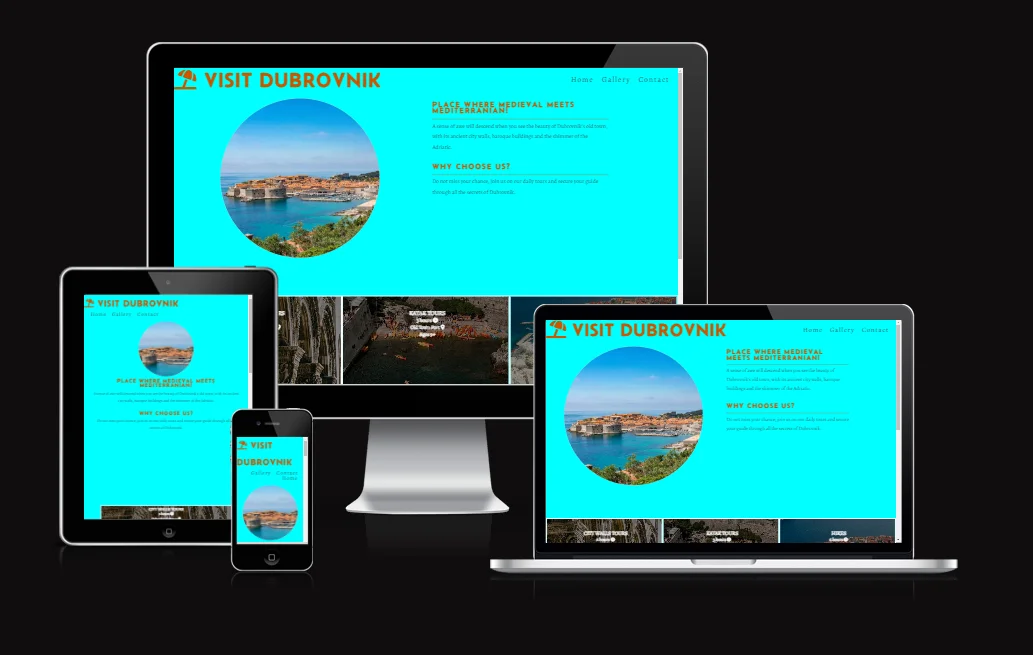 VISIT DUBROVNIK
Home Gallery Contact
PLACE WHERE MEDIEVAL MEETS
MEDITERRANIAN!
A sense of awe will descend when you see the beauty of Dubrovnik's old town,
with its ancient city walls, baroque buildings and the shimmer of the
Adriatic.
WHY CHOOSE US?
Do not miss your chance, join us on our daily tours and secure your guide
through all the secrets of Dubrovnik.
KAYAK TOURS
3 hours
Old Town Port
VISIT DUBROVNIK
Home Gallery Contact
PLACE WHERE MEDIEVAL MEETS
MEDITERRANIAN!
WHY CHOOSE US?
CITY WALLS TOURS
VISIT
DUBROVNIK
Gallery Contact
Home
VISIT DUBROVNIK
Home Gallery Contact
PLACE WHERE MEDIEVAL
MEETS MEDITERRANIAN!
A sense of awe will descend when you see the beauty of
Dubrovnik's old town, with its ancient city walls, baroque
buildings and the shimmer of the Adriatic.
WHY CHOOSE US?
Do not miss your chance, join us on our daily tours and secure
your guide through all the secrets of Dubrovnik.
CITY WALLS TOURS
KAYAK TOURS
HIKES